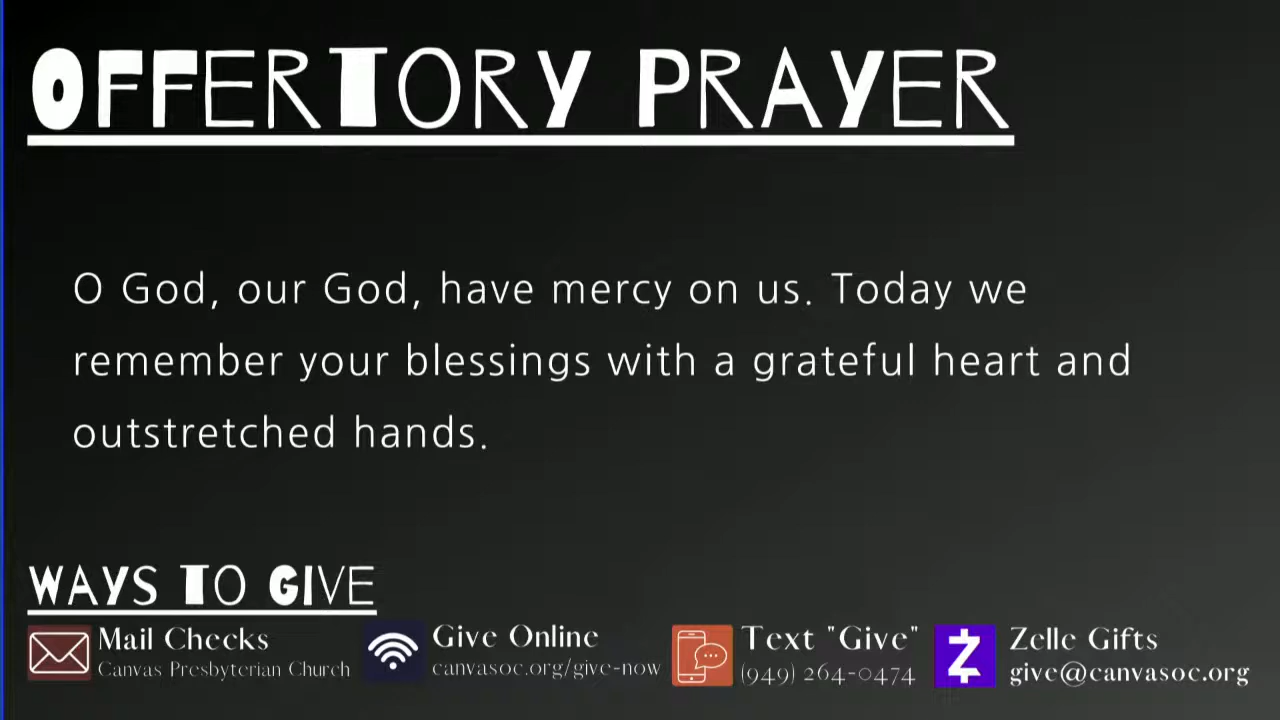 OFFERTORY PRAYER
O God, our God, have mercy on us. Today we
remember your blessings with a grateful heart and
outstretched hands.
WAYS TO GIVE
Mail Checks
Canvas Presbyterian Church
Give Online
canvasoc.org/give-now
Text "Give"
(949) 264-0474
Zelle Gifts
give@canvasoc.org